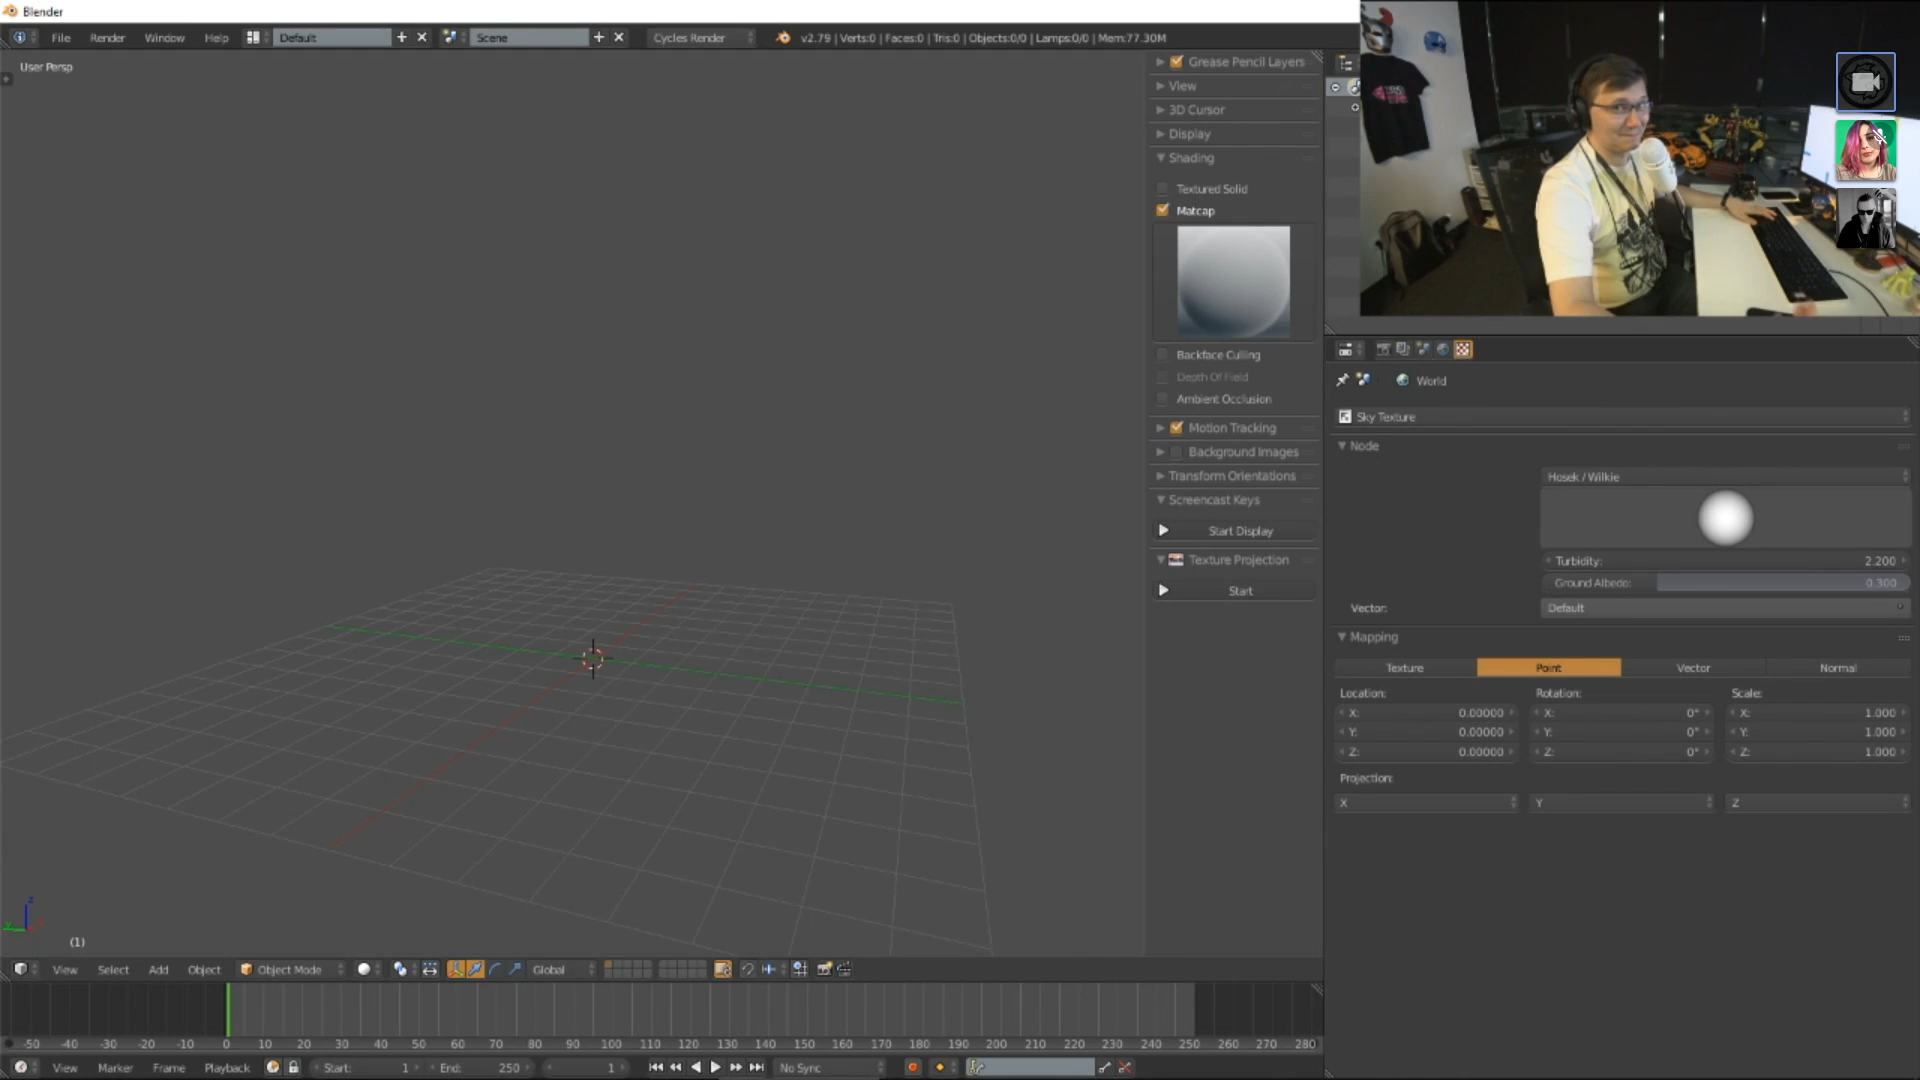 Blender
File Render Window Help Default Scene Cycles Render v2.79 | Verts:0 | Faces:0 | Tris:0 | Objects:0/0 | Lamps:0/0 | Mem:77.30M
User Persp
Grease Pencil Layers
View
3D Cursor
Display
Shading
Textured Solid
Matcap
Backface Culling
Depth Of Field
Ambient Occlusion
Motion Tracking
Background Images
Transform Orientations
Screencast Keys
Start Display
Texture Projection
Start
World
Sky Texture
Node
Hosek / Wilkie
Turbidity: 2.200
Ground Albedo: 0.300
Vector: Default
Mapping
Texture Point Vector Normal
Location: Rotation: Scale:
X: 0.00000 X: 0° X: 1.000
Y: 0.00000 Y: 0° Y: 1.000
Z: 0.00000 Z: 0° Z: 1.000
Projection:
X Y Z
z
(1)
View Select Add Object Object Mode Global
-50 -40 -30 -20 -10 0 10 20 30 40 50 60 70 80 90 100 110 120 130 140 150 160 170 180 190 200 210 220 230 240 250 260 270 280
View Marker Frame Playback Start: 1 End: 250 1 No Sync